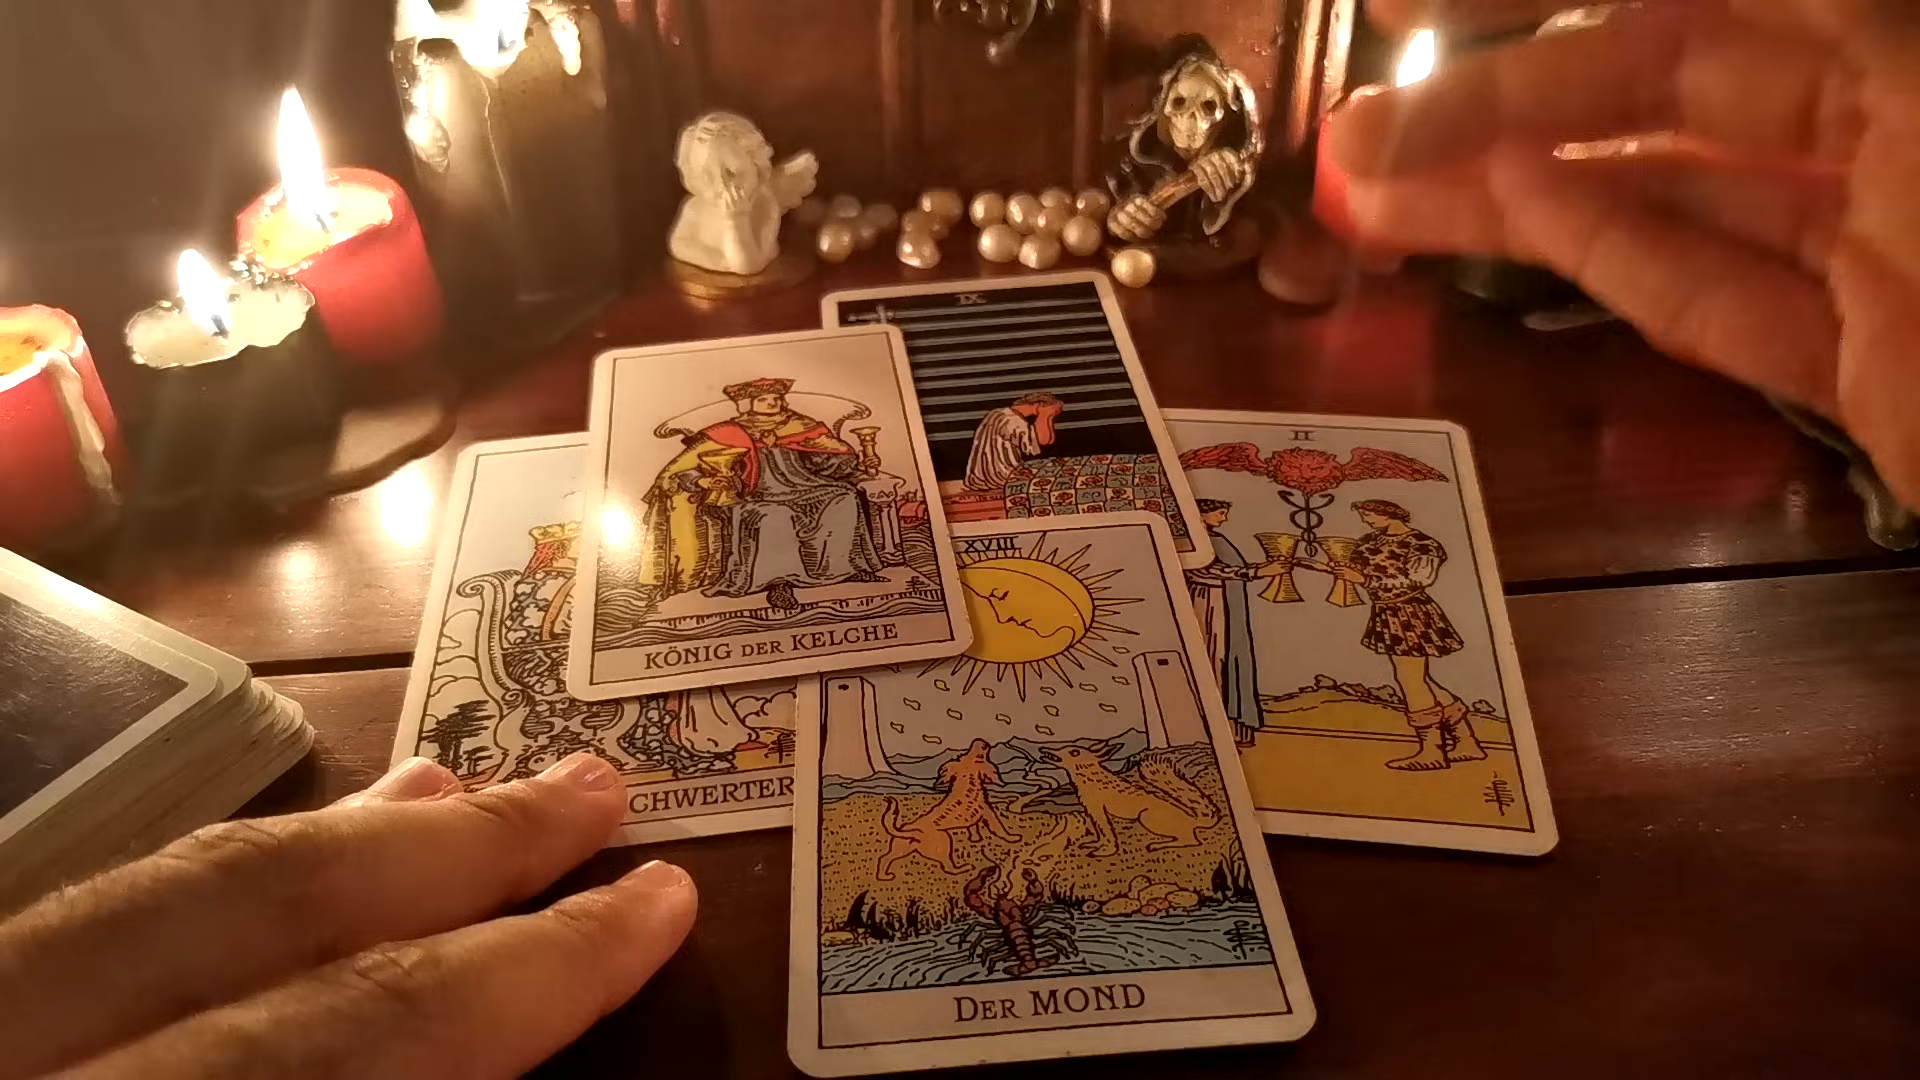 IX
II
KÖNIG DER KELCHE
XVIII
CHWERTER
DER MOND